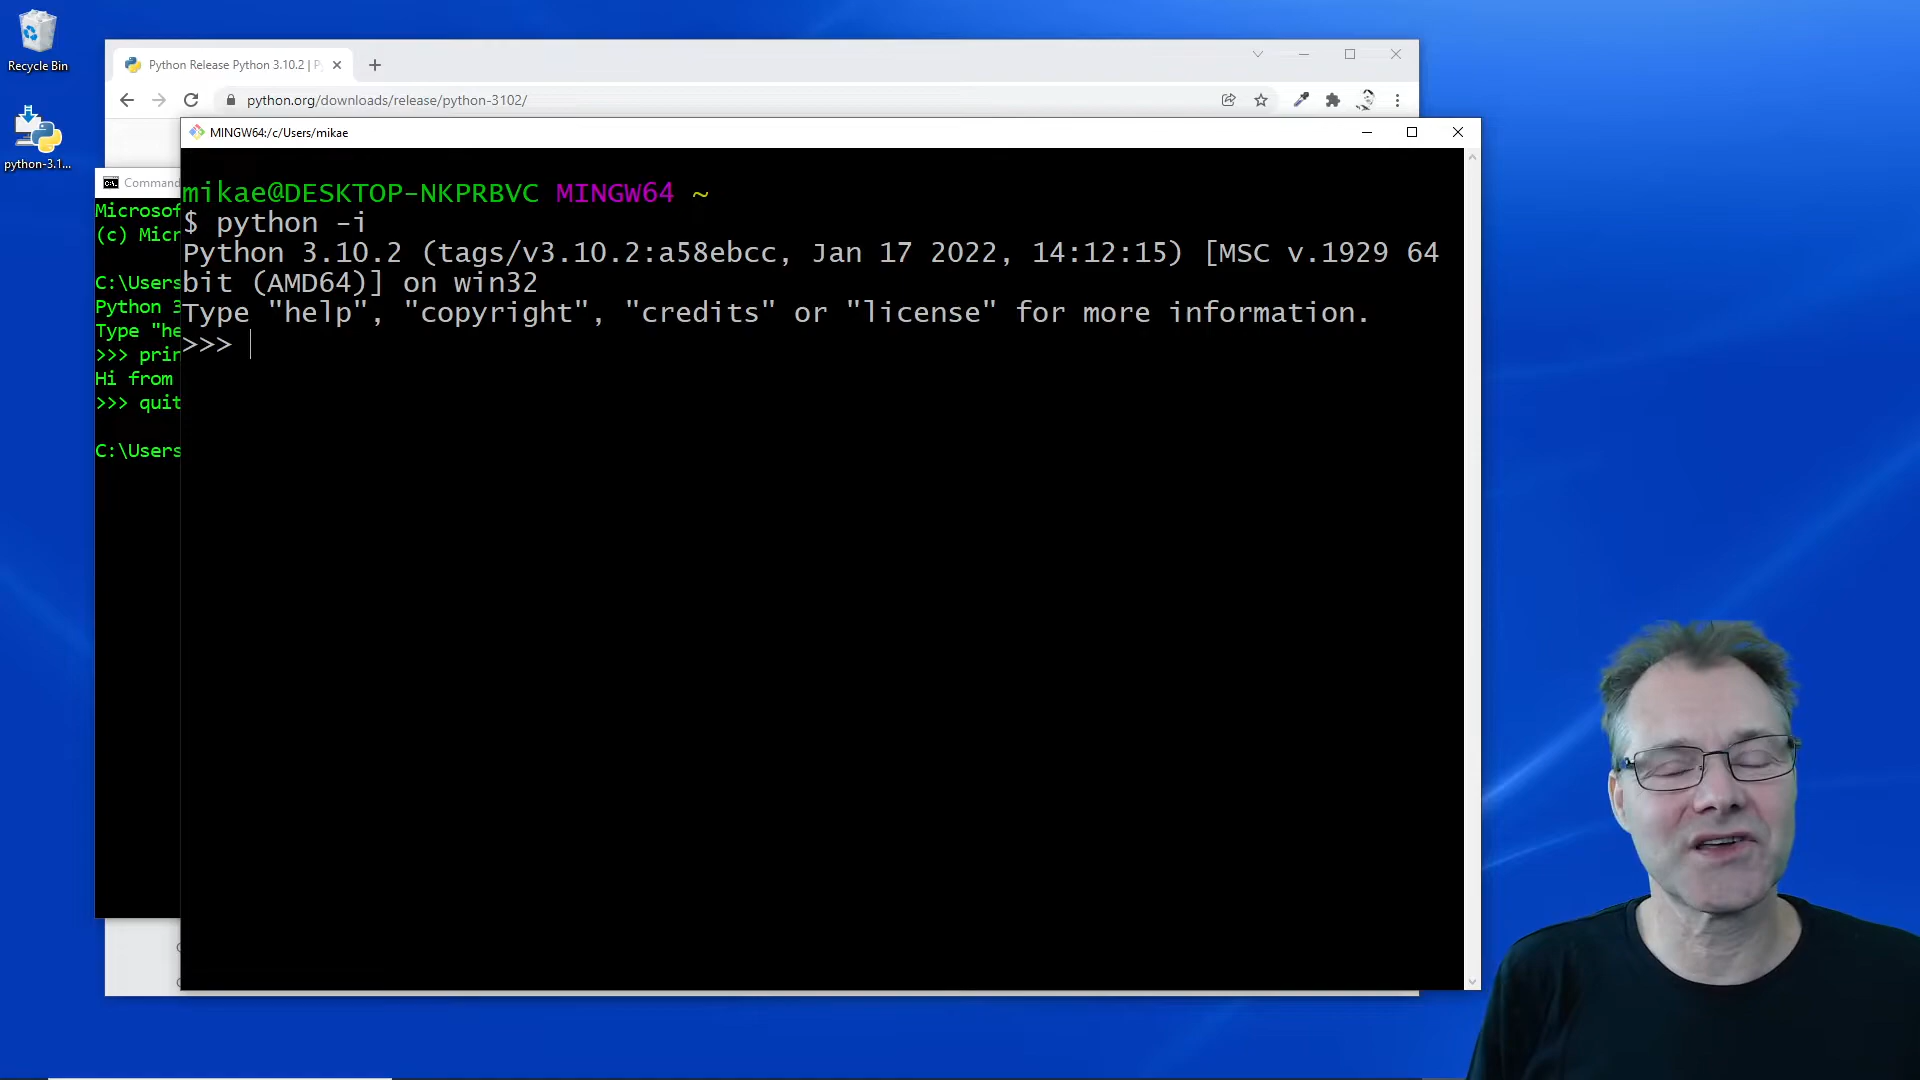 Recycle Bin
python-3.1...
Python Release Python 3.10.2 | P
python.org/downloads/release/python-3102/
Command
Microsof
(c) Micr
C:\Users
Python 3
Type "he
>>> prin
Hi from
>>> quit
C:\Users
MINGW64:/c/Users/mikae
mikae@DESKTOP-NKPRBVC MINGW64 ~
$ python -i
Python 3.10.2 (tags/v3.10.2:a58ebcc, Jan 17 2022, 14:12:15) [MSC v.1929 64
bit (AMD64)] on win32
Type "help", "copyright", "credits" or "license" for more information.
>>>